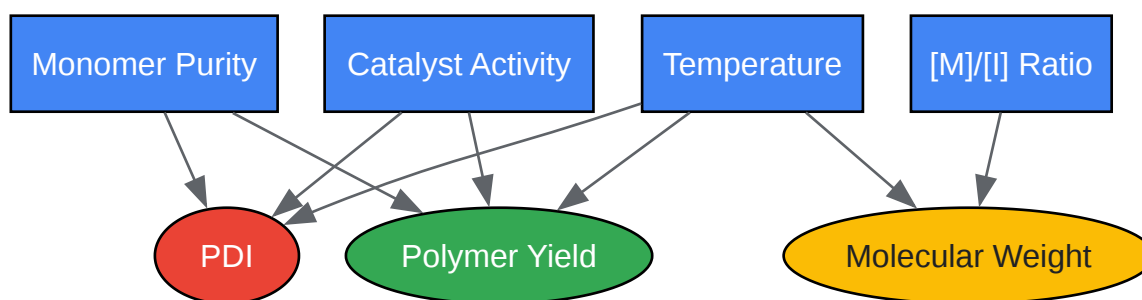 Monomer Purity
Catalyst Activity
Temperature
[M]/[I] Ratio
PDI
Polymer Yield
Molecular Weight